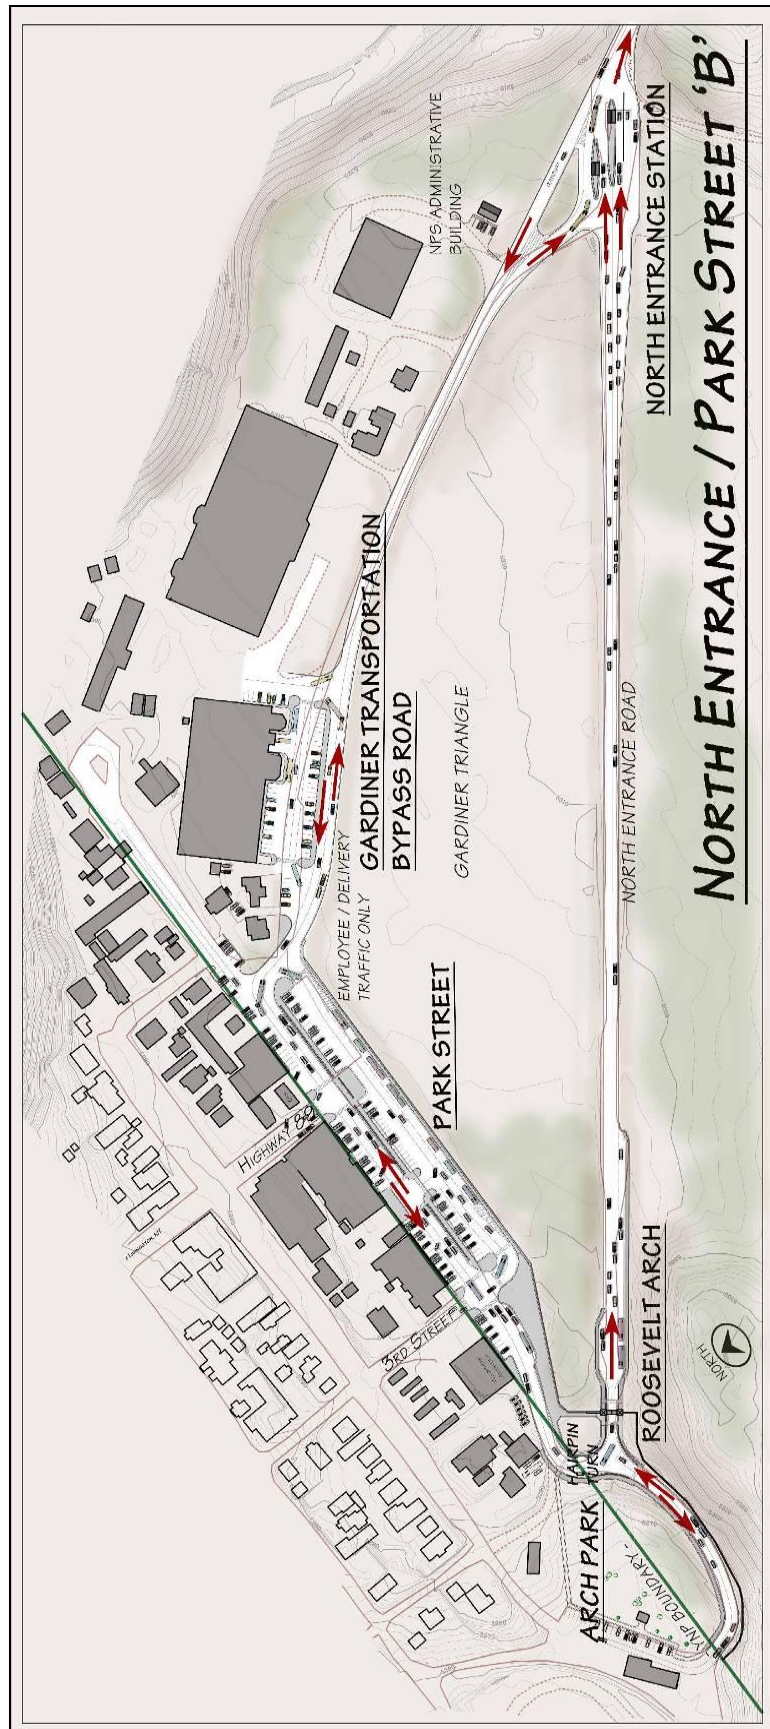 NORTH ENTRANCE / PARK STREET 'B'
NPS ADMINISTRATIVE
BUILDING
NORTH ENTRANCE STATION
GARDINER TRANSPORTATION
BYPASS ROAD
EMPLOYEE / DELIVERY
TRAFFIC ONLY
GARDINER TRIANGLE
NORTH ENTRANCE ROAD
PARK STREET
HIGHWAY 89
3RD STREET
ROOSEVELT ARCH
HAIRPIN
TURN
ARCH PARK
YNP BOUNDARY -
NORTH